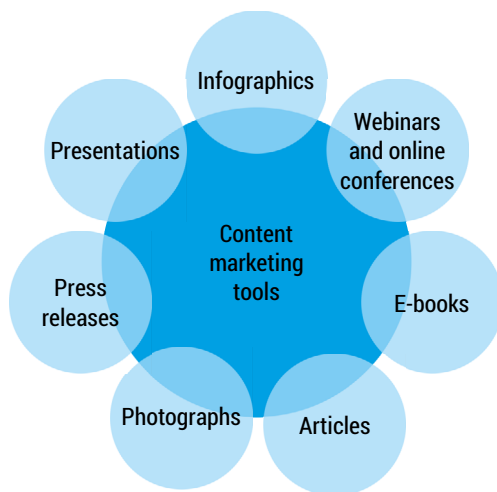 Infographics
Webinars
and online
conferences
Presentations
Content
marketing
tools
Press
releases
E-books
Photographs
Articles